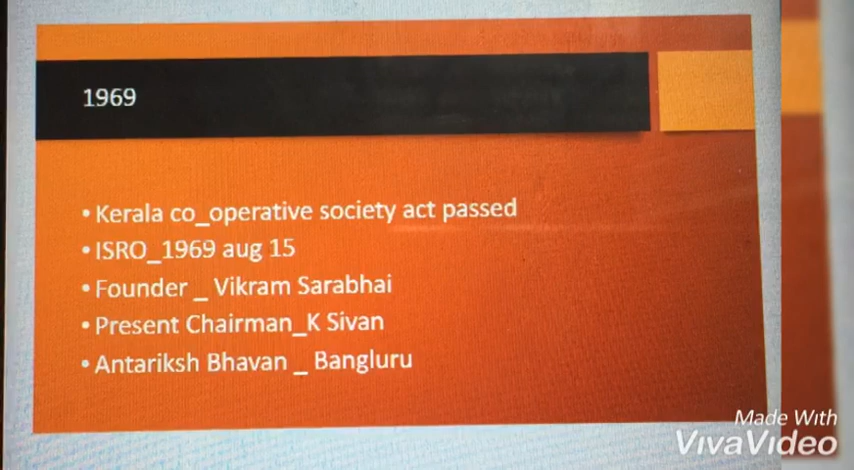 1969
• Kerala co_operative society act passed
• ISRO_1969 aug 15
• Founder _ Vikram Sarabhai
• Present Chairman_K Sivan
• Antariksh Bhavan _ Bangluru
Made With
VivaVideo